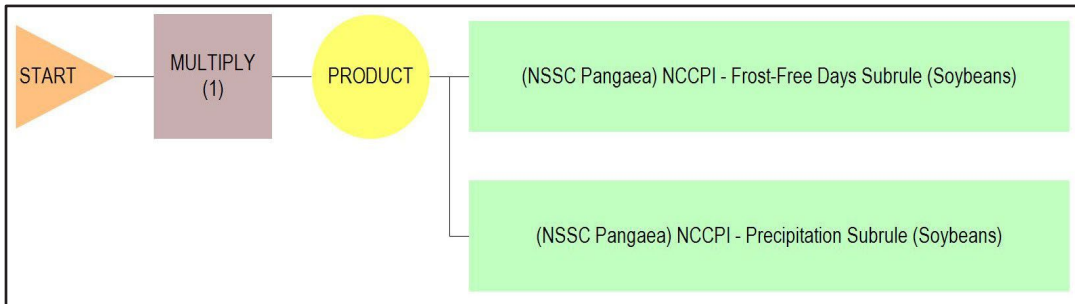 START
MULTIPLY
(1)
PRODUCT
(NSSC Pangaea) NCCPI - Frost-Free Days Subrule (Soybeans)
(NSSC Pangaea) NCCPI - Precipitation Subrule (Soybeans)